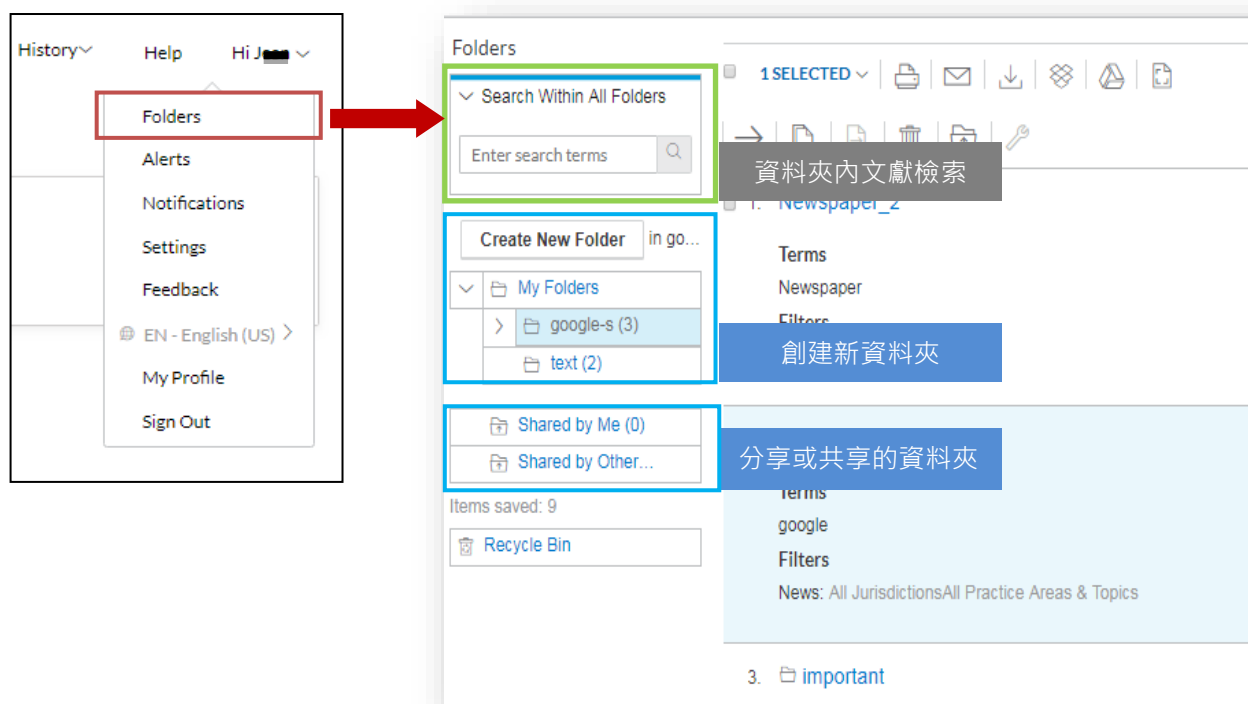 History
Help
Hi J
Folders
Alerts
Notifications
Settings
Feedback
EN - English (US)
My Profile
Sign Out
Folders
Search Within All Folders
Enter search terms
Create New Folder
in go...
My Folders
google-s (3)
text (2)
Shared by Me (0)
Shared by Other...
Items saved: 9
Recycle Bin
1 SELECTED
資料夾內文獻檢索
1. Newspaper_2
Terms
Newspaper
Filters
創建新資料夾
分享或共享的資料夾
Terms
google
Filters
News: All JurisdictionsAll Practice Areas & Topics
3. important